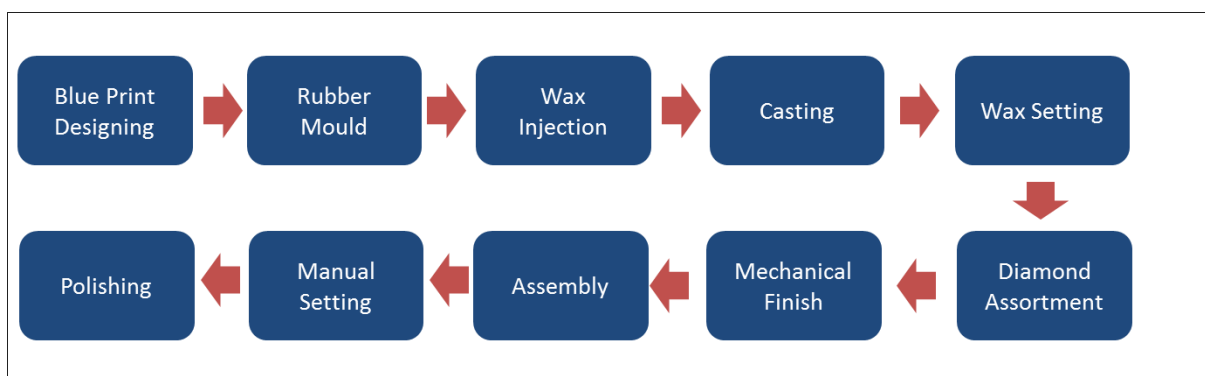 Blue Print
Designing
Rubber
Mould
Wax
Injection
Casting
Wax Setting
Diamond
Assortment
Mechanical
Finish
Assembly
Manual
Setting
Polishing